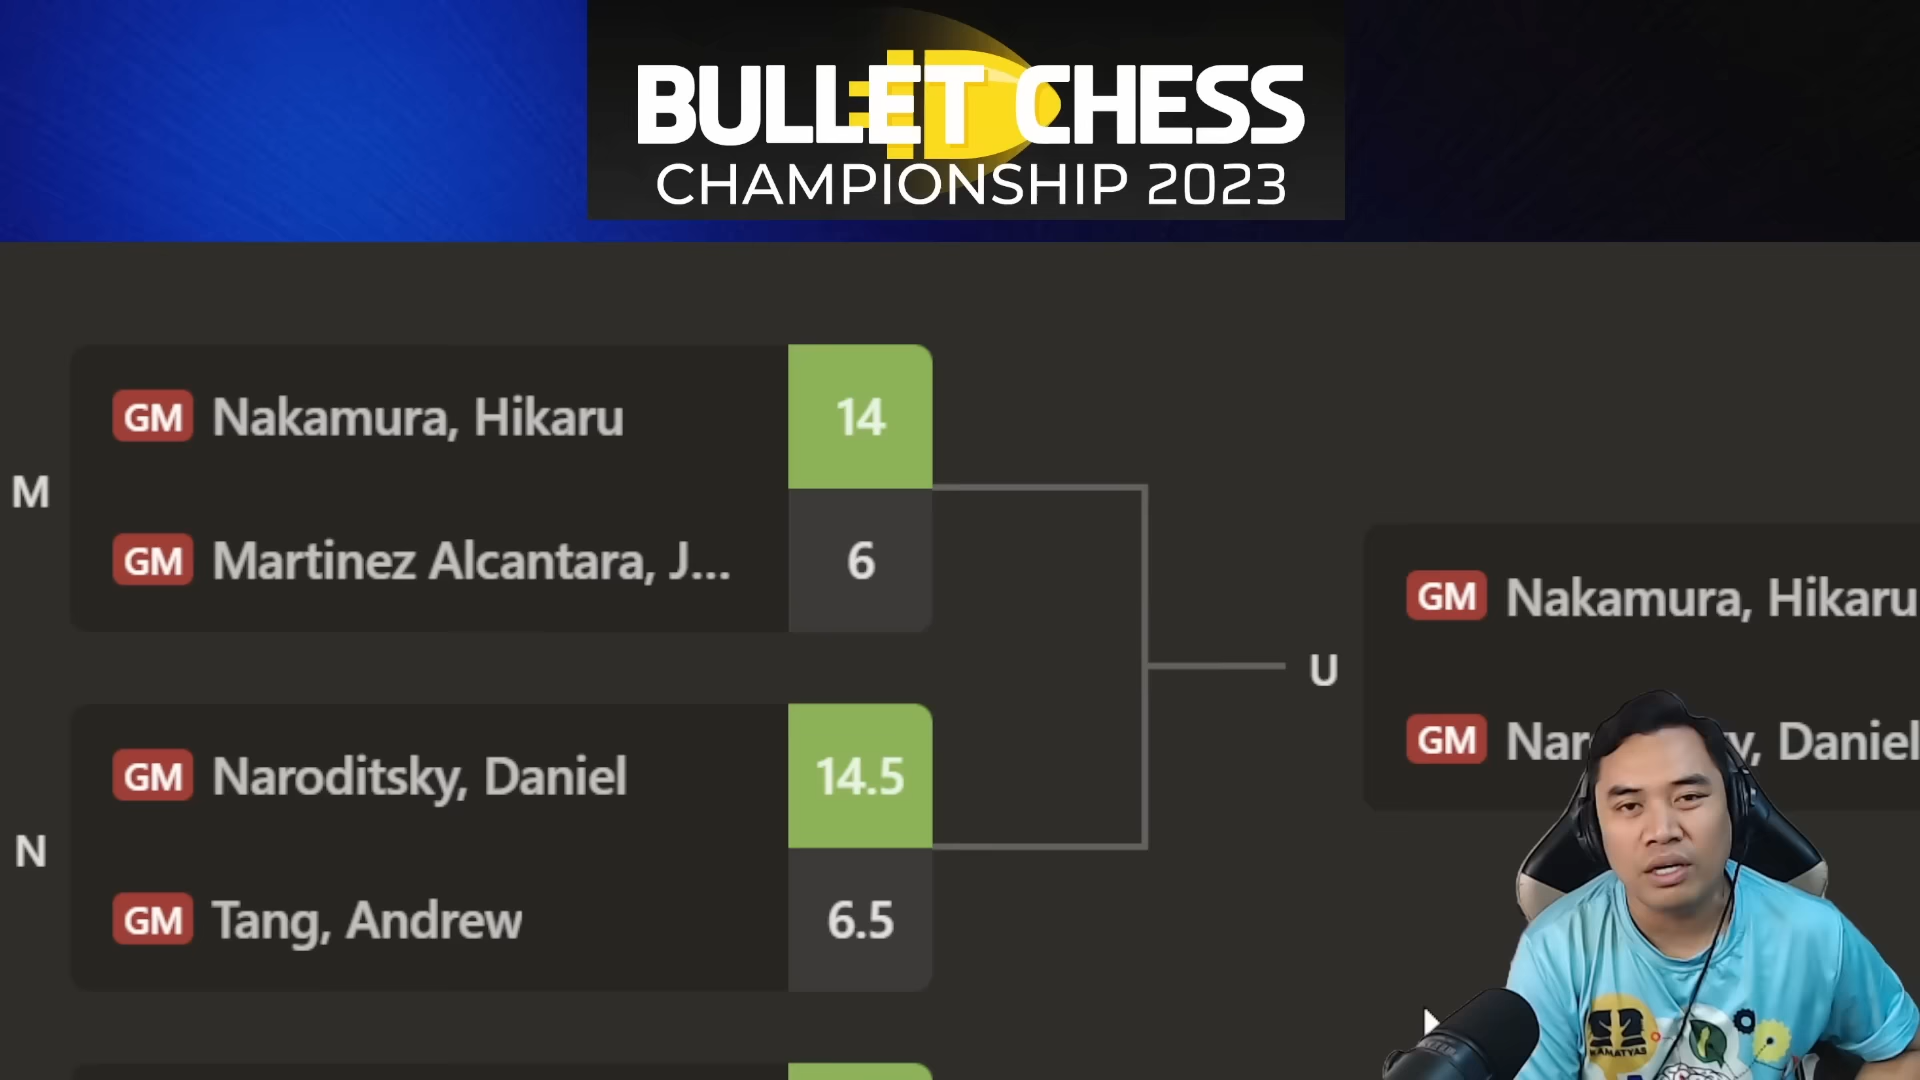 BULLET CHESS
CHAMPIONSHIP 2023
M
GM Nakamura, Hikaru 14
GM Martinez Alcantara, J... 6
N
GM Naroditsky, Daniel 14.5
GM Tang, Andrew 6.5
U
GM Nakamura, Hikaru
GM Nar y, Daniel